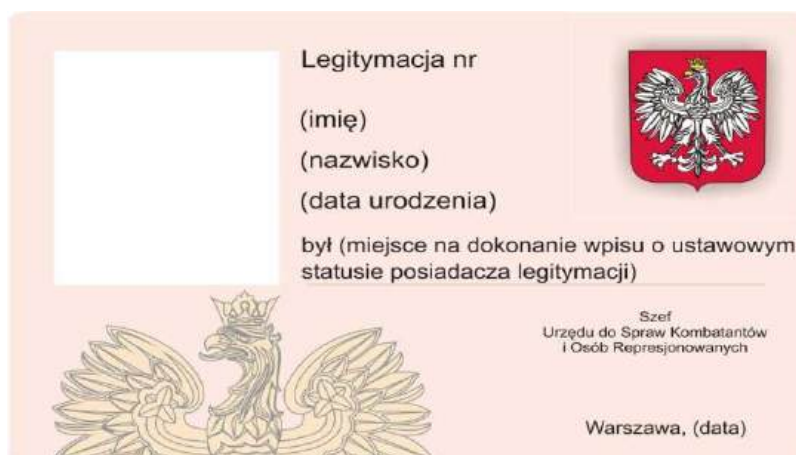 Legitymacja nr
(imię)
(nazwisko)
(data urodzenia)
był (miejsce na dokonanie wpisu o ustawowym
statusie posiadacza legitymacji)
Szef
Urzędu do Spraw Kombatantów
i Osób Represjonowanych
Warszawa, (data)